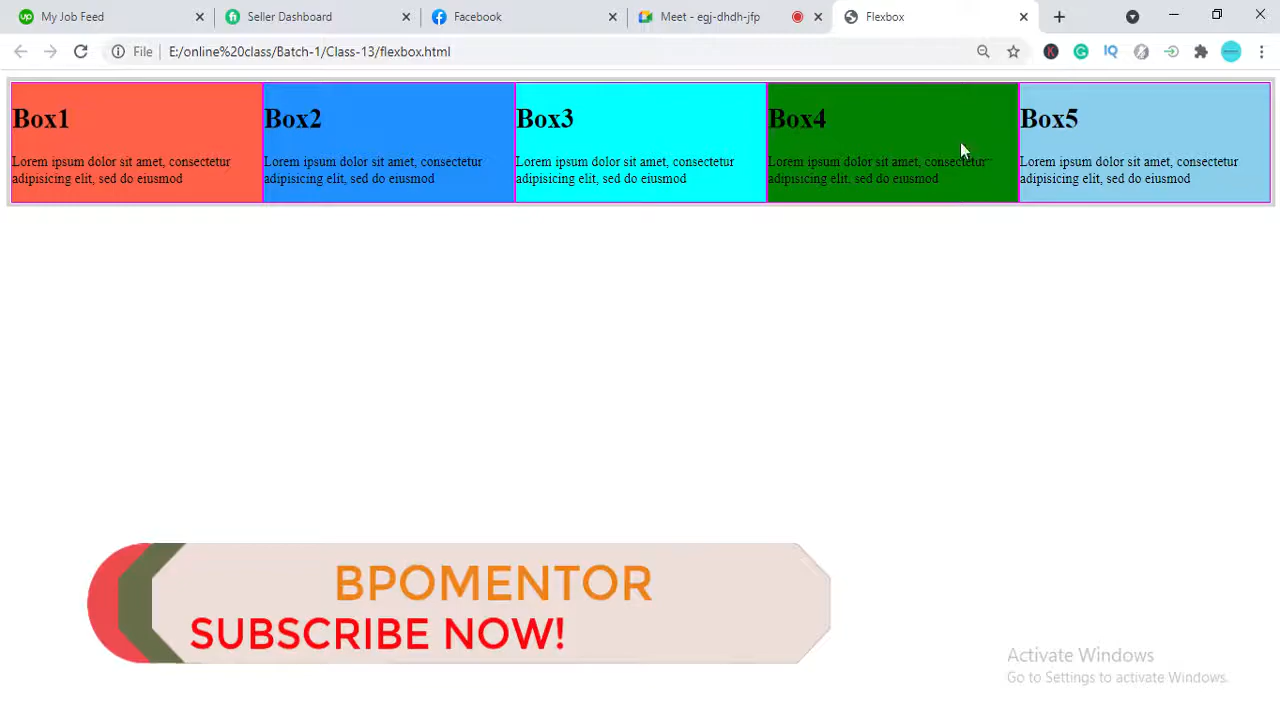 My Job Feed
Seller Dashboard
Facebook
Meet - egj-dhdh-jfp
Flexbox
File
E:/online%20class/Batch-1/Class-13/flexbox.html
Box1
Lorem ipsum dolor sit amet, consectetur
adipisicing elit, sed do eiusmod
Box2
Lorem ipsum dolor sit amet, consectetur
adipisicing elit, sed do eiusmod
Box3
Lorem ipsum dolor sit amet, consectetur
adipisicing elit, sed do eiusmod
Box4
Lorem ipsum dolor sit amet, consectetur
adipisicing elit, sed do eiusmod
Box5
Lorem ipsum dolor sit amet, consectetur
adipisicing elit, sed do eiusmod
BPOMENTOR
SUBSCRIBE NOW!
Activate Windows
Go to Settings to activate Windows.